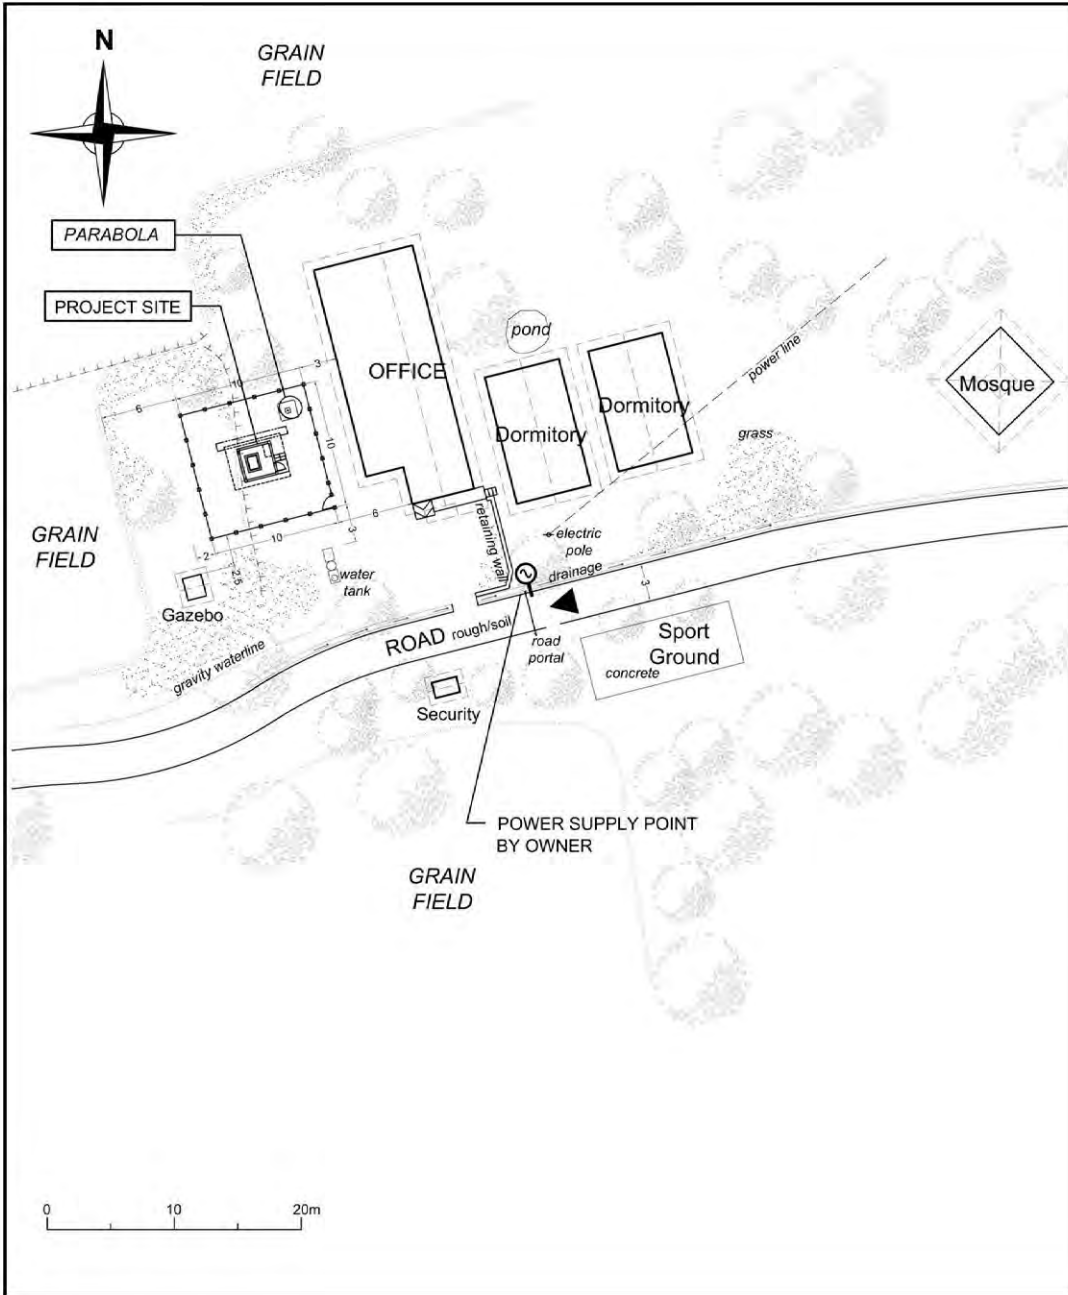 N
GRAIN
FIELD
PARABOLA
PROJECT SITE
OFFICE
pond
power line
Dormitory
Dormitory
Mosque
grass
3
10
6
10
6
3
2
10
2.5
GRAIN
FIELD
retaining wall
electric
pole
drainage
water
tank
Gazebo
3
ROAD rough/soil
road
portal
Sport
Ground
concrete
gravity waterline
Security
POWER SUPPLY POINT
BY OWNER
GRAIN
FIELD
0 10 20m